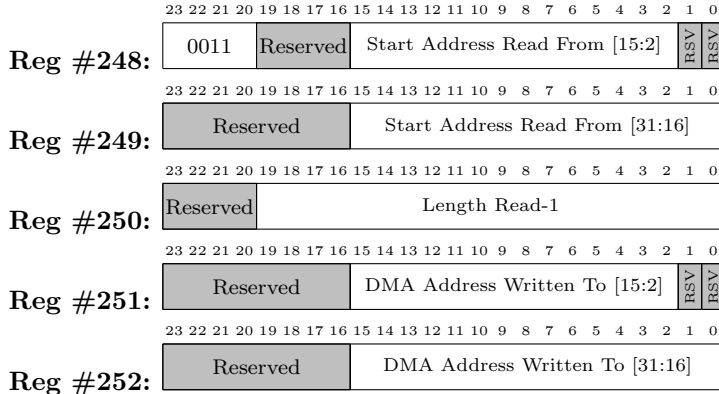 23 22 21 20 19 18 17 16 15 14 13 12 11 10 9 8 7 6 5 4 3 2 1 0
Reg #248: 0011 Reserved Start Address Read From [15:2] RSV RSV
23 22 21 20 19 18 17 16 15 14 13 12 11 10 9 8 7 6 5 4 3 2 1 0
Reg #249: Reserved Start Address Read From [31:16]
23 22 21 20 19 18 17 16 15 14 13 12 11 10 9 8 7 6 5 4 3 2 1 0
Reg #250: Reserved Length Read-1
23 22 21 20 19 18 17 16 15 14 13 12 11 10 9 8 7 6 5 4 3 2 1 0
Reg #251: Reserved DMA Address Written To [15:2] RSV RSV
23 22 21 20 19 18 17 16 15 14 13 12 11 10 9 8 7 6 5 4 3 2 1 0
Reg #252: Reserved DMA Address Written To [31:16]